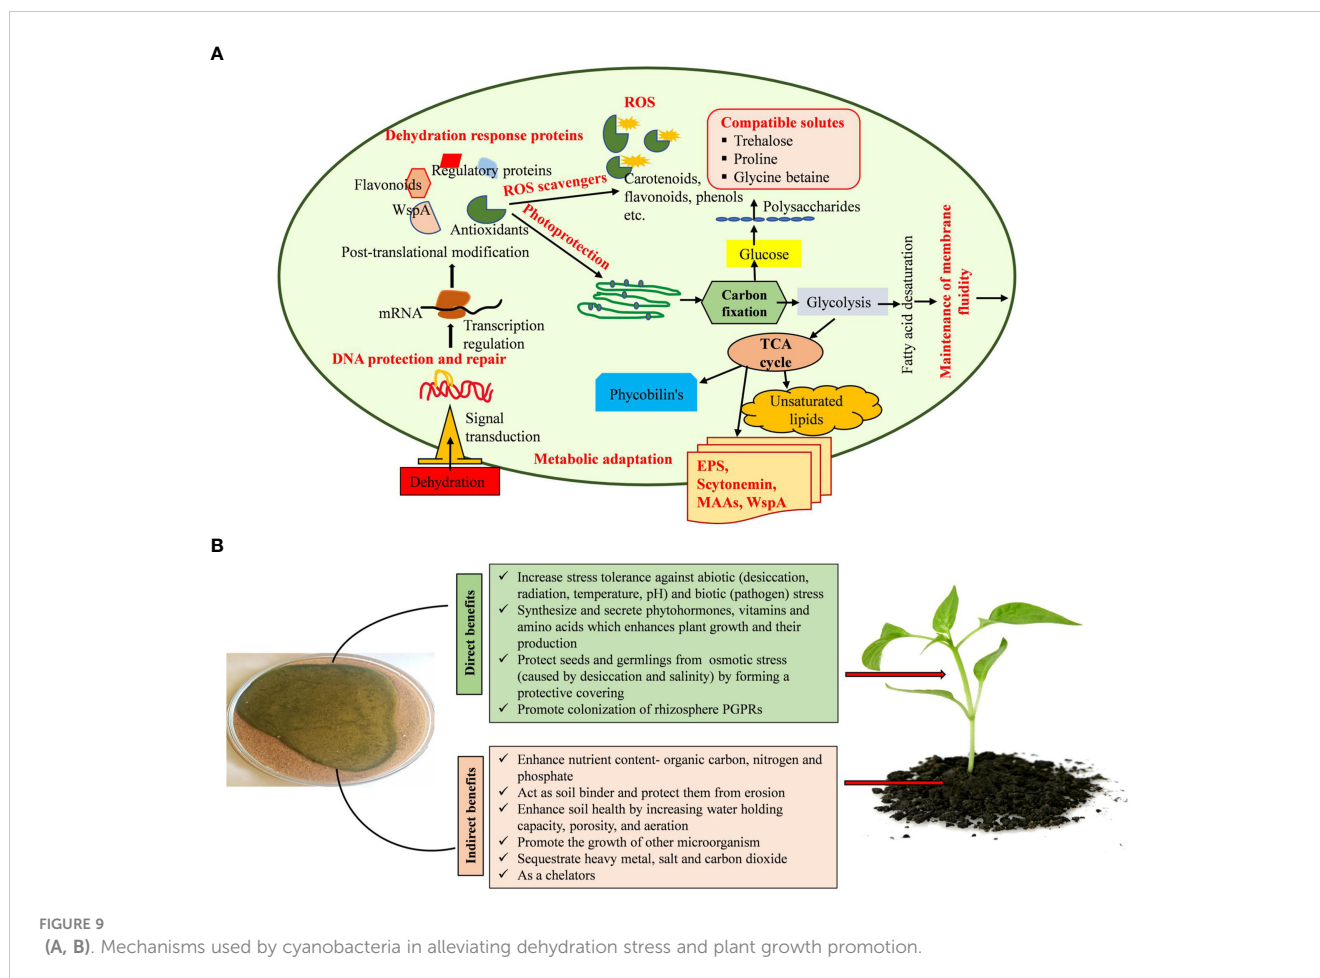 A
ROS
Compatible solutes
▪ Trehalose
▪ Proline
▪ Glycine betaine
Dehydration response proteins
Regulatory proteins
Flavonoids
WspA
Antioxidants
ROS scavengers
Carotenoids,
flavonoids, phenols
etc.
Photoprotection
Polysaccharides
Glucose
Post-translational modification
mRNA
Transcription
regulation
Carbon
fixation
Glycolysis
Fatty acid desaturation
Maintenance of membrane
fluidity
DNA protection and repair
TCA
cycle
Phycobilin's
Unsaturated
lipids
Signal
transduction
Metabolic adaptation
EPS,
Scytonemin,
MAAs, WspA
Dehydration
B
Direct benefits
✓ Increase stress tolerance against abiotic (desiccation,
radiation, temperature, pH) and biotic (pathogen) stress
✓ Synthesize and secrete phytohormones, vitamins and
amino acids which enhances plant growth and their
production
✓ Protect seeds and germlings from osmotic stress
(caused by desiccation and salinity) by forming a
protective covering
✓ Promote colonization of rhizosphere PGPRs
Indirect benefits
✓ Enhance nutrient content- organic carbon, nitrogen and
phosphate
✓ Act as soil binder and protect them from erosion
✓ Enhance soil health by increasing water holding
capacity, porosity, and aeration
✓ Promote the growth of other microorganism
✓ Sequestrate heavy metal, salt and carbon dioxide
✓ As a chelators
FIGURE 9
(A, B). Mechanisms used by cyanobacteria in alleviating dehydration stress and plant growth promotion.